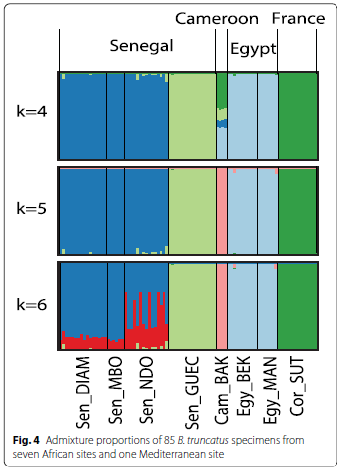 Cameroon France
Senegal Egypt
k=4
k=5
k=6
Sen_DIAM
Sen_MBO
Sen_NDO
Sen_GUEC
Cam_BAK
Egy_BEK
Egy_MAN
Cor_SUT
Fig. 4 Admixture proportions of 85 B. truncatus specimens from
seven African sites and one Mediterranean site